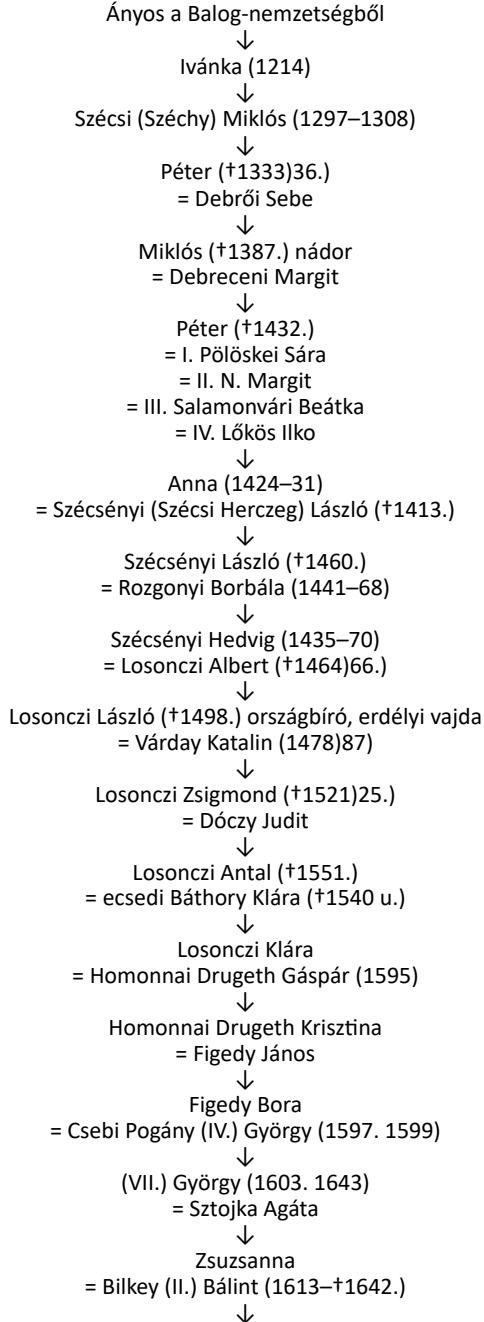 Ányos a Balog-nemzetségből
↓
Ivánka (1214)
↓
Szécsi (Széchy) Miklós (1297–1308)
↓
Péter (†1333)36.)
= Debrői Sebe
↓
Miklós (†1387.) nádor
= Debreceni Margit
↓
Péter (†1432.)
= I. Pölöskei Sára
= II. N. Margit
= III. Salamonvári Beátka
= IV. Lőkös Ilko
↓
Anna (1424–31)
= Szécsényi (Szécsi Herczeg) László (†1413.)
↓
Szécsényi László (†1460.)
= Rozgonyi Borbála (1441–68)
↓
Szécsényi Hedvig (1435–70)
= Losonczi Albert (†1464)66.)
↓
Losonczi László (†1498.) országbíró, erdélyi vajda
= Várday Katalin (1478)87)
↓
Losonczi Zsigmond (†1521)25.)
= Dóczy Judit
↓
Losonczi Antal (†1551.)
= ecsedi Báthory Klára (†1540 u.)
↓
Losonczi Klára
= Homonnai Drugeth Gáspár (1595)
↓
Homonnai Drugeth Krisztina
= Figedy János
↓
Figedy Bora
= Csebi Pogány (IV.) György (1597. 1599)
↓
(VII.) György (1603. 1643)
= Sztojka Agáta
↓
Zsuzsanna
= Bilkey (II.) Bálint (1613–†1642.)
↓